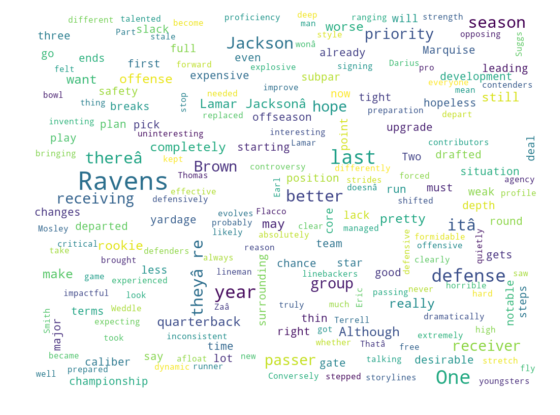 different talented become proficiency deep ranging will strength man opposing Suggs
Part stale slack worse style Darius season
three full Jackson priority signing pro
go ends felt forward explosive Marquise leading
want offense first even already improve contenders
safety expensive subpar everyone development
bowl thing breaks Lamar Jacksonâ hope now tight mean depart still
stop replaced offseason needed hopeless preparation
inventing plan pick completely starting upgrade contributors
play uninteresting interesting Lamar point Two drafted deal
bringing thereâ last controversy differently situation agency
Ravens kept Thomas Brown position strides forced weak profile
receiving effective Earl better doesnâ run must depth
changes defensively evolves Flacco core lack shifted pretty round
Mosley departed yardage probably clear managed itâ formidable
take critical rookie likely absolutely team offensive gets quietly
brought defenders always reason chance star linebackers defensive clearly
make game less lineman surrounding Eric passing never defense saw
impactful experienced look theyâ re year group good horrible hard notable steps
Weddle Zaâ truly much really dramatically
Smith terms expecting quarterback thin Terrell
major became inconsistent right got Although Thatâ extremely high receiver
took time whether free
say afloat lot new passer gate talking desirable stretch
well prepared caliber dynamic runner Conversely stepped storylines One fly
championship youngsters